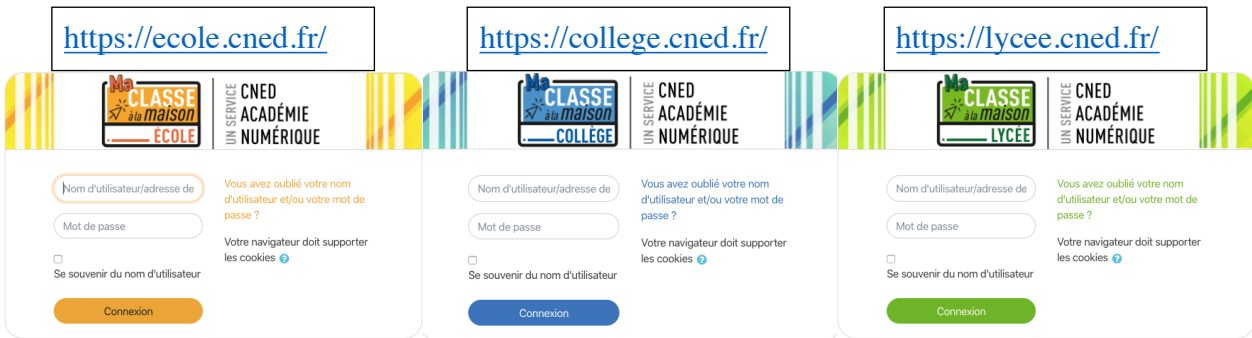 https://ecole.cned.fr/
Ma
CLASSE
à la maison
ÉCOLE
UN SERVICE
CNED
ACADÉMIE
NUMÉRIQUE
Nom d'utilisateur/adresse de
Mot de passe
Se souvenir du nom d'utilisateur
Connexion
Vous avez oublié votre nom
d'utilisateur et/ou votre mot de
passe ?
Votre navigateur doit supporter
les cookies ?
https://college.cned.fr/
Ma
CLASSE
à la maison
COLLÈGE
UN SERVICE
CNED
ACADÉMIE
NUMÉRIQUE
Nom d'utilisateur/adresse de
Mot de passe
Se souvenir du nom d'utilisateur
Connexion
Vous avez oublié votre nom
d'utilisateur et/ou votre mot de
passe ?
Votre navigateur doit supporter
les cookies ?
https://lycee.cned.fr/
Ma
CLASSE
à la maison
LYCÉE
UN SERVICE
CNED
ACADÉMIE
NUMÉRIQUE
Nom d'utilisateur/adresse de
Mot de passe
Se souvenir du nom d'utilisateur
Connexion
Vous avez oublié votre nom
d'utilisateur et/ou votre mot de
passe ?
Votre navigateur doit supporter
les cookies ?